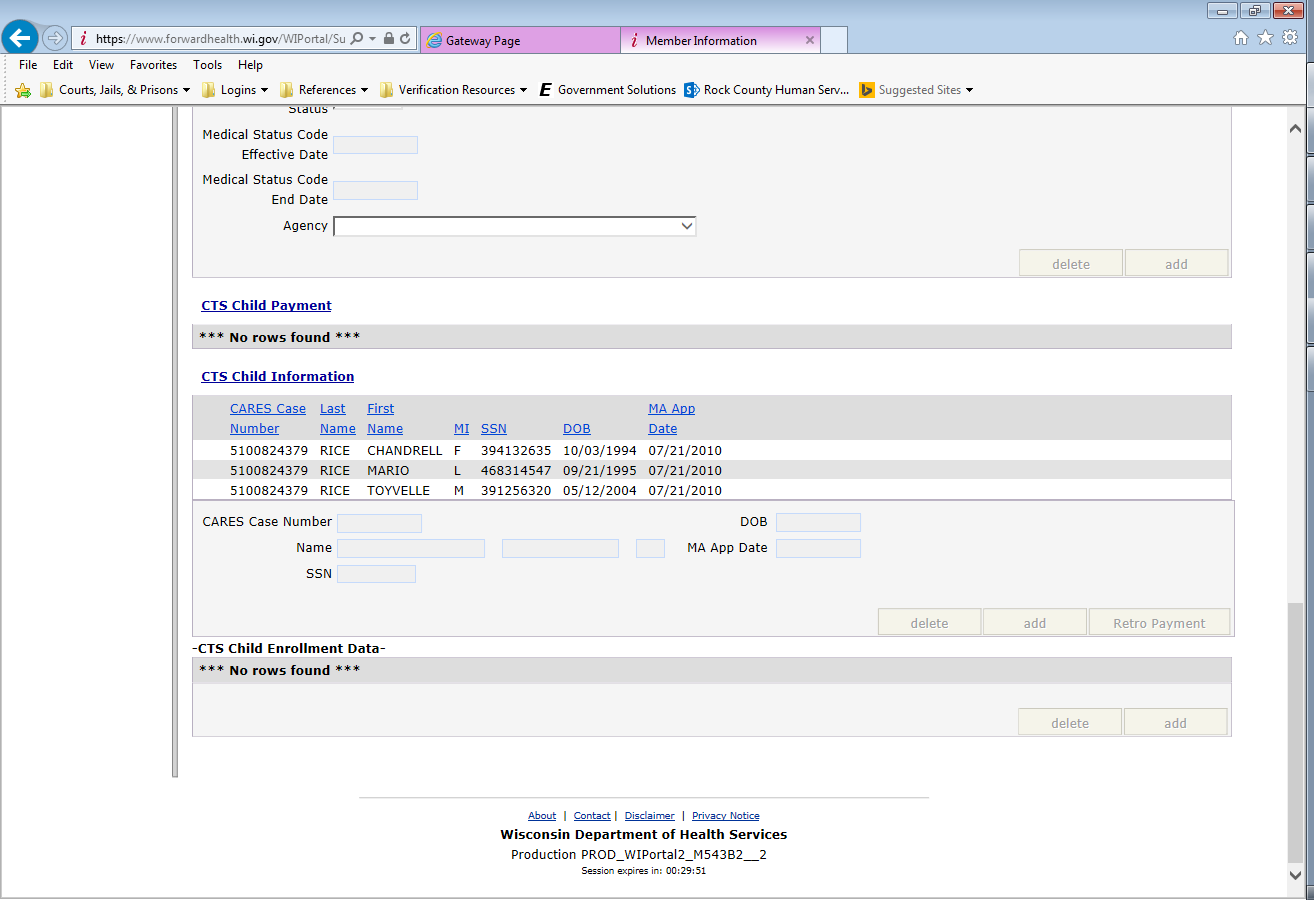 https://www.forwardhealth.wi.gov/WIPortal/Su
Gateway Page
Member Information
File Edit View Favorites Tools Help
Courts, Jails, & Prisons Logins References Verification Resources Government Solutions Rock County Human Serv... Suggested Sites
Status
Medical Status Code
Effective Date
Medical Status Code
End Date
Agency
delete add
CTS Child Payment
*** No rows found ***
CTS Child Information
CARES Case Last First MA App
Number Name Name MI SSN DOB Date
5100824379 RICE CHANDRELL F 394132635 10/03/1994 07/21/2010
5100824379 RICE MARIO L 468314547 09/21/1995 07/21/2010
5100824379 RICE TOYVELLE M 391256320 05/12/2004 07/21/2010
CARES Case Number DOB
Name MA App Date
SSN
delete add Retro Payment
-CTS Child Enrollment Data-
*** No rows found ***
delete add
About | Contact | Disclaimer | Privacy Notice
Wisconsin Department of Health Services
Production PROD_WIPortal2_M543B2__2
Session expires in: 00:29:51